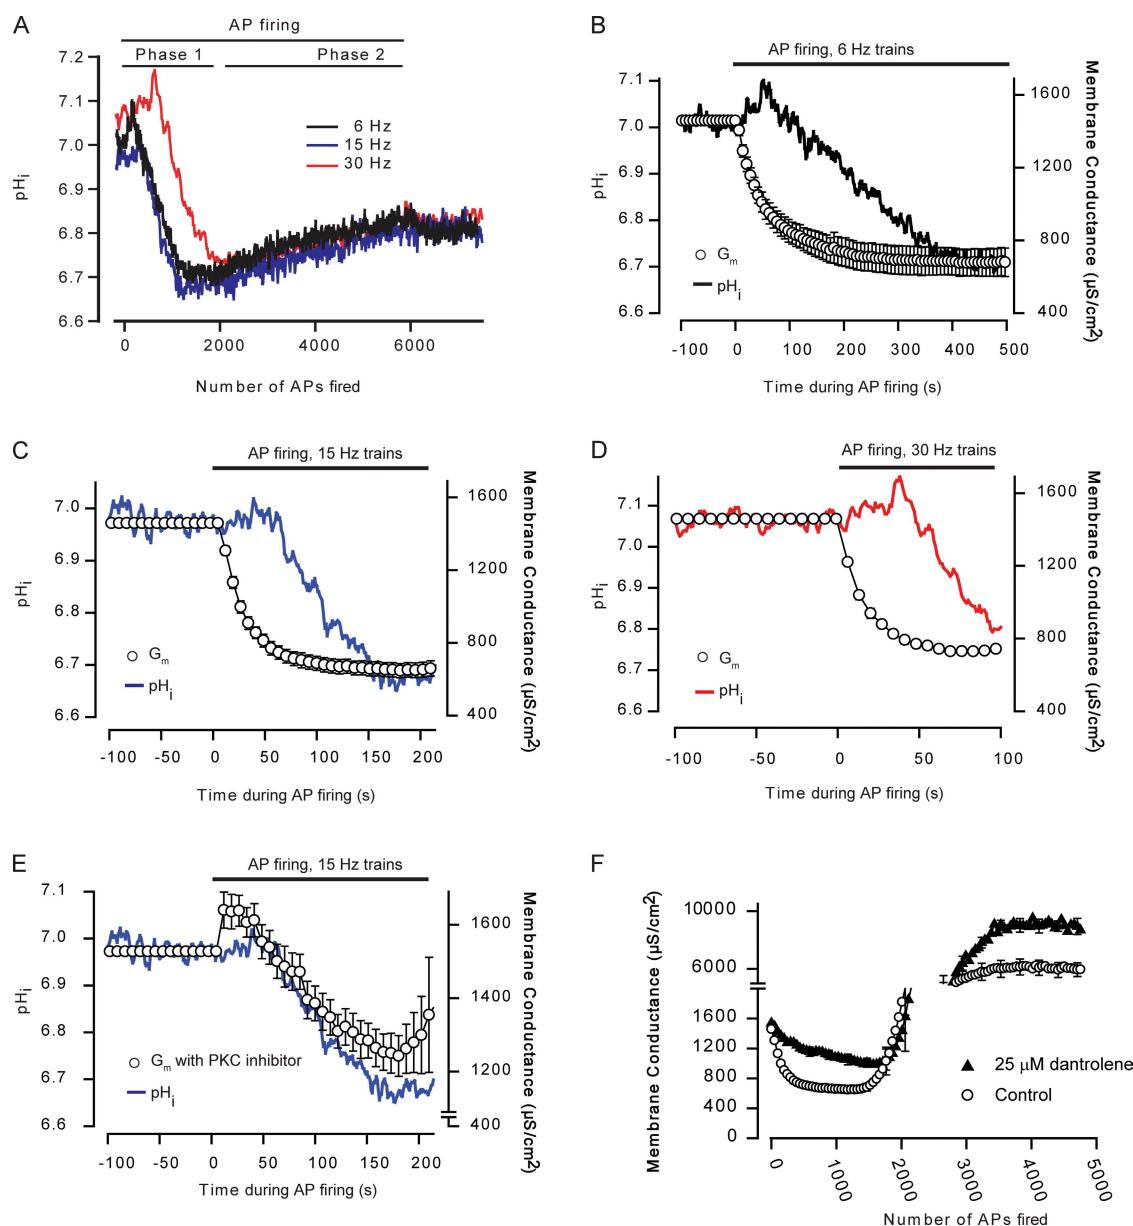 A
AP firing
Phase 1
Phase 2
7.2
7.1
7.0
6.9
6.8
6.7
6.6
pHi
6 Hz
15 Hz
30 Hz
0
2000
4000
6000
Number of APs fired
B
AP firing, 6 Hz trains
7.1
7.0
6.9
6.8
6.7
6.6
pHi
1600
1200
800
400
Membrane Conductance (µS/cm²)
Gm
pHi
-100
0
100
200
300
400
500
Time during AP firing (s)
C
AP firing, 15 Hz trains
7.0
6.9
6.8
6.7
6.6
pHi
1600
1200
800
400
Membrane Conductance (µS/cm²)
Gm
pHi
-100
-50
0
50
100
150
200
Time during AP firing (s)
D
AP firing, 30 Hz trains
7.1
7.0
6.9
6.8
6.7
6.6
pHi
1600
1200
800
400
Membrane Conductance (µS/cm²)
Gm
pHi
-100
-50
0
50
100
Time during AP firing (s)
E
AP firing, 15 Hz trains
7.1
7.0
6.9
6.8
6.7
6.6
pHi
1600
1400
1200
400
Membrane Conductance (µS/cm²)
Gm with PKC inhibitor
pHi
-100
-50
0
50
100
150
200
Time during AP firing (s)
F
10000
6000
1600
1200
800
400
0
Membrane Conductance (µS/cm²)
25 µM dantrolene
Control
0
1000
2000
3000
4000
5000
Number of APs fired